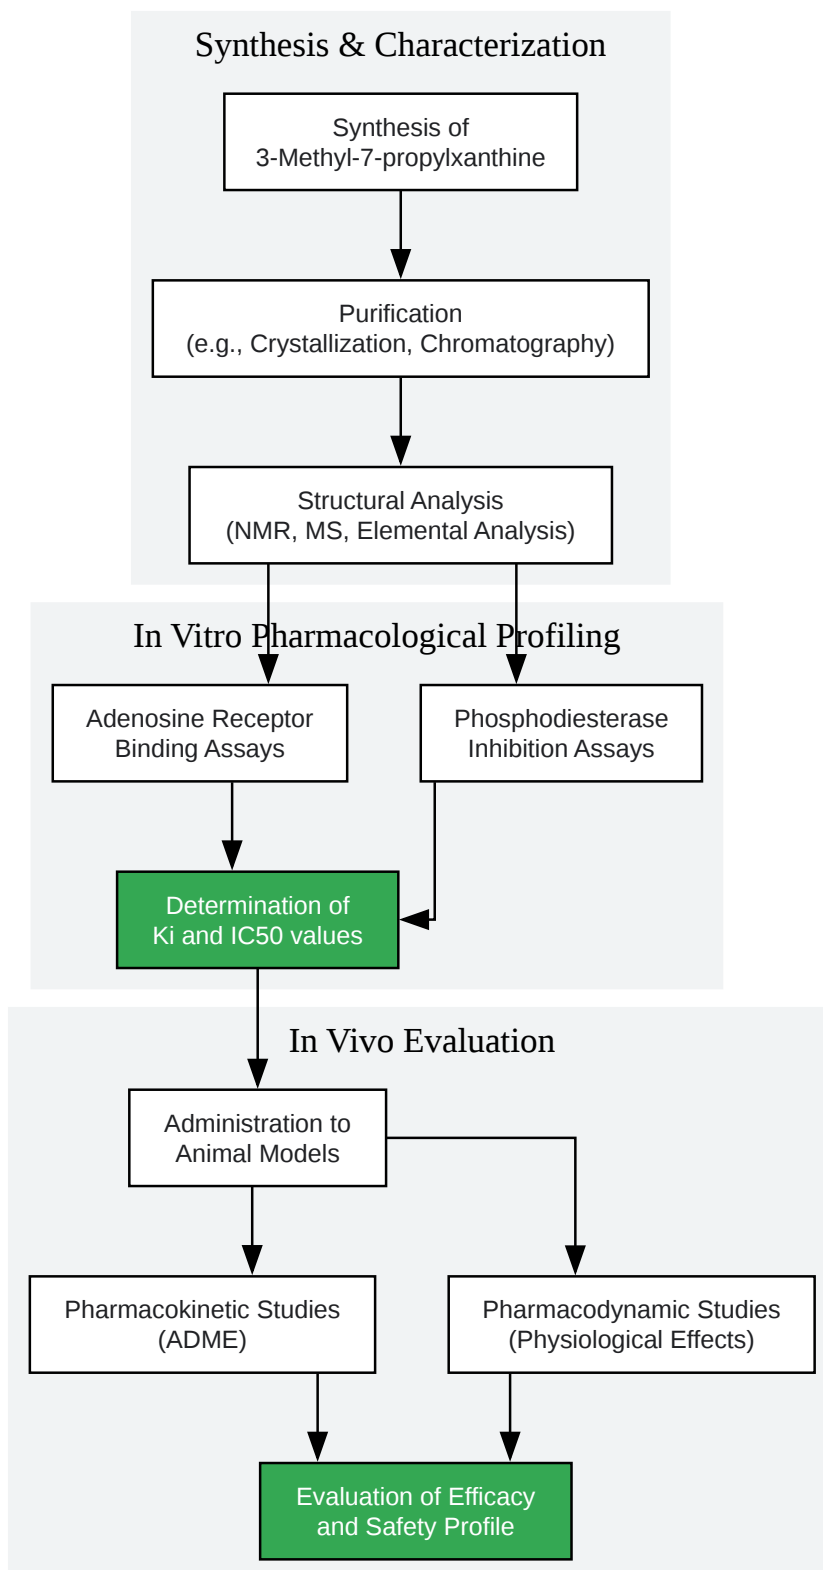 Synthesis & Characterization
Synthesis of
3-Methyl-7-propylxanthine
Purification
(e.g., Crystallization, Chromatography)
Structural Analysis
(NMR, MS, Elemental Analysis)
In Vitro Pharmacological Profiling
Adenosine Receptor
Binding Assays
Phosphodiesterase
Inhibition Assays
Determination of
Ki and IC50 values
In Vivo Evaluation
Administration to
Animal Models
Pharmacokinetic Studies
(ADME)
Pharmacodynamic Studies
(Physiological Effects)
Evaluation of Efficacy
and Safety Profile